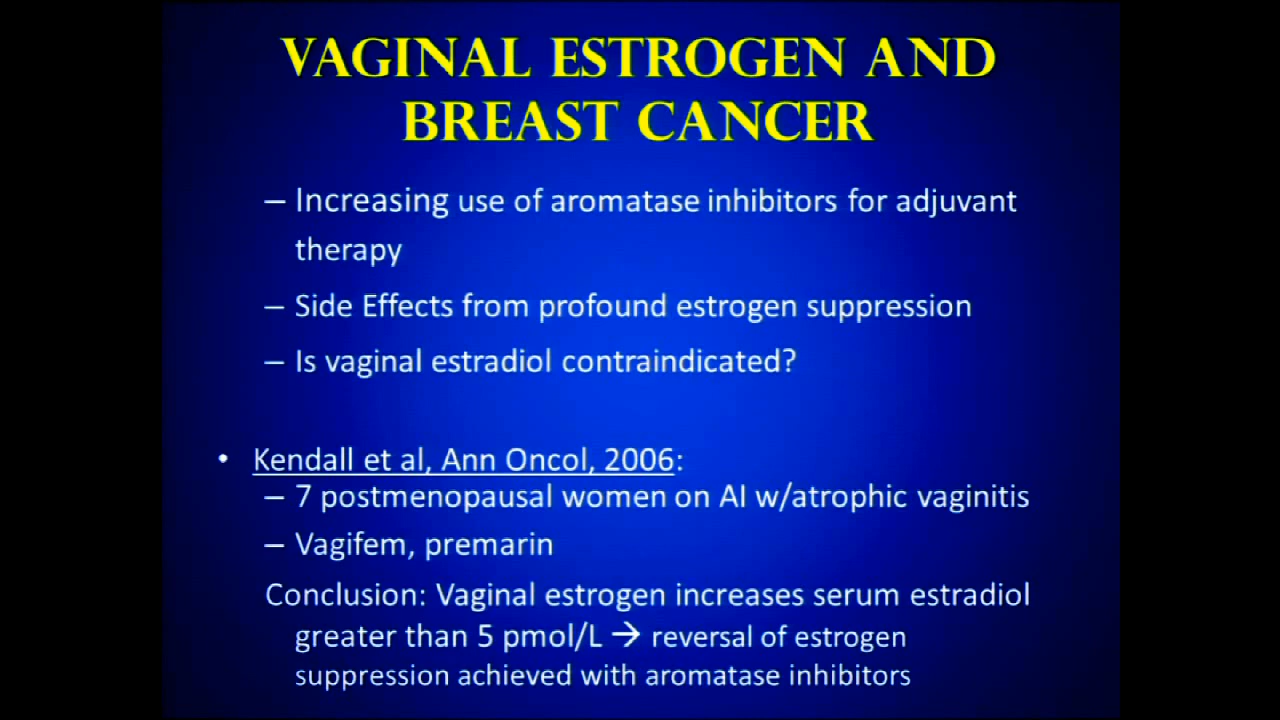 VAGINAL ESTROGEN AND
BREAST CANCER
– Increasing use of aromatase inhibitors for adjuvant
therapy
– Side Effects from profound estrogen suppression
– Is vaginal estradiol contraindicated?
• Kendall et al, Ann Oncol, 2006:
– 7 postmenopausal women on AI w/atrophic vaginitis
– Vagifem, premarin
Conclusion: Vaginal estrogen increases serum estradiol
greater than 5 pmol/L → reversal of estrogen
suppression achieved with aromatase inhibitors